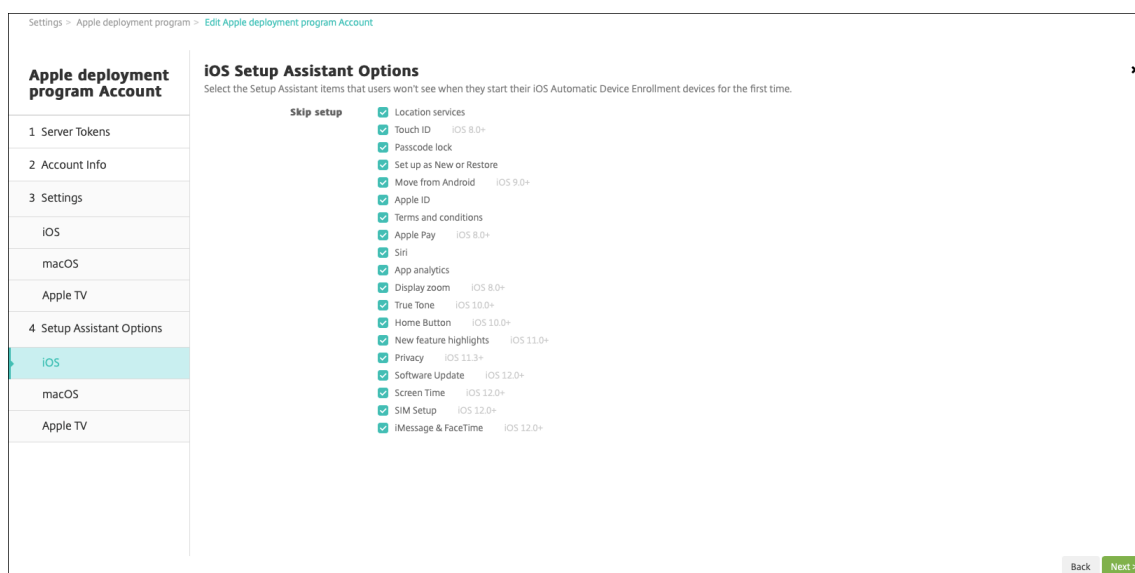 Settings > Apple deployment program > Edit Apple deployment program Account
Apple deployment
program Account
1 Server Tokens
2 Account Info
3 Settings
iOS
macOS
Apple TV
4 Setup Assistant Options
iOS
macOS
Apple TV
iOS Setup Assistant Options
Select the Setup Assistant items that users won't see when they start their iOS Automatic Device Enrollment devices for the first time.
Skip setup
Location services
Touch ID iOS 8.0+
Passcode lock
Set up as New or Restore
Move from Android iOS 9.0+
Apple ID
Terms and conditions
Apple Pay iOS 8.0+
Siri
App analytics
Display zoom iOS 8.0+
True Tone iOS 10.0+
Home Button iOS 10.0+
New feature highlights iOS 11.0+
Privacy iOS 11.3+
Software Update iOS 12.0+
Screen Time iOS 12.0+
SIM Setup iOS 12.0+
iMessage & FaceTime iOS 12.0+
Back Next >